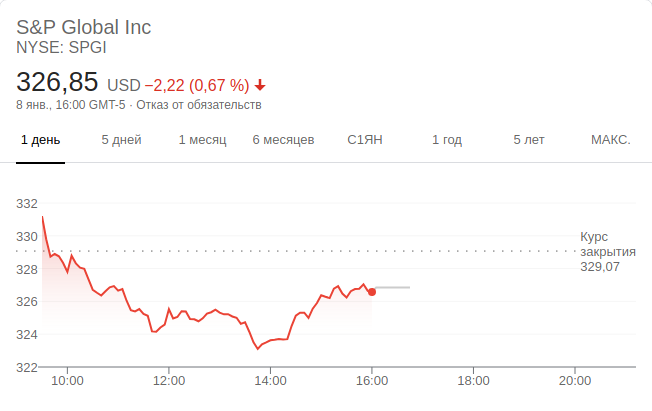 S&P Global Inc
NYSE: SPGI
326,85 USD −2,22 (0,67 %)
8 янв., 16:00 GMT-5 · Отказ от обязательств
1 день 5 дней 1 месяц 6 месяцев С1ЯН 1 год 5 лет МАКС.
332
330
328
326
324
322
Курс
закрытия
329,07
10:00 12:00 14:00 16:00 18:00 20:00